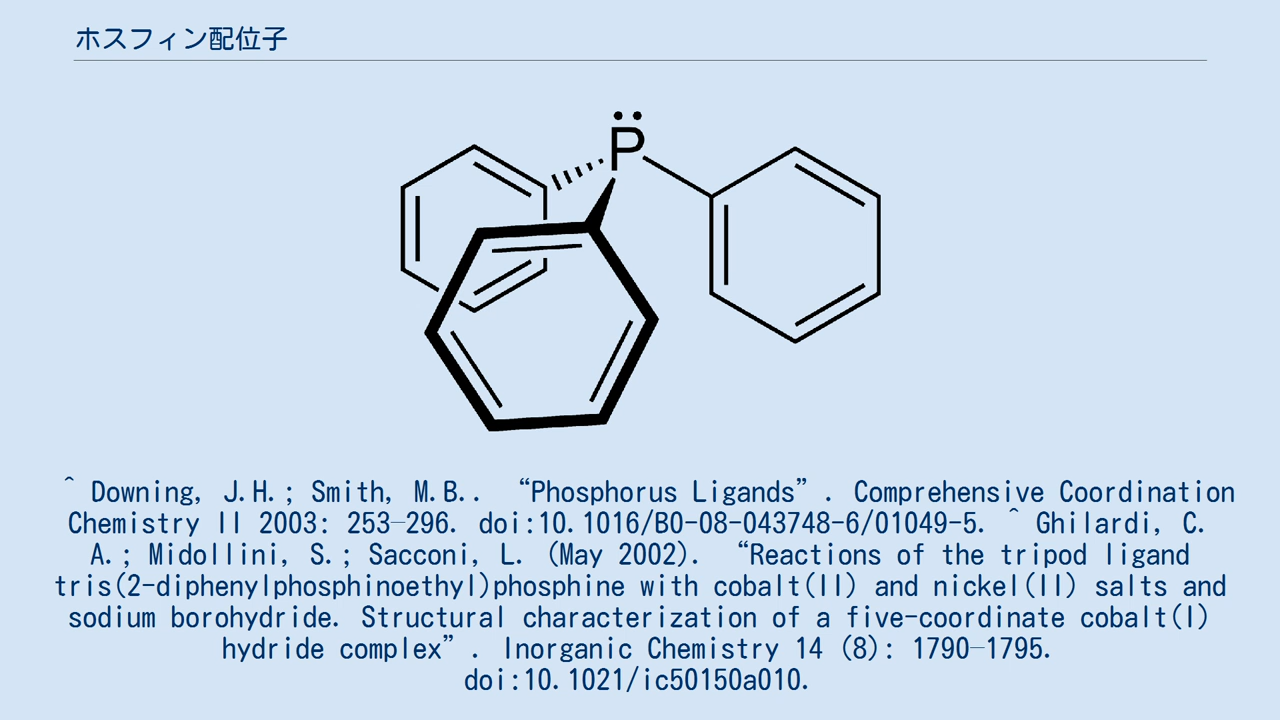 ホスフィン配位子
P
^ Downing, J.H.; Smith, M.B.. “Phosphorus Ligands”. Comprehensive Coordination
Chemistry II 2003: 253–296. doi:10.1016/B0-08-043748-6/01049-5. ^ Ghilardi, C.
A.; Midollini, S.; Sacconi, L. (May 2002). “Reactions of the tripod ligand
tris(2-diphenylphosphinoethyl)phosphine with cobalt(II) and nickel(II) salts and
sodium borohydride. Structural characterization of a five-coordinate cobalt(I)
hydride complex”. Inorganic Chemistry 14 (8): 1790–1795.
doi:10.1021/ic50150a010.